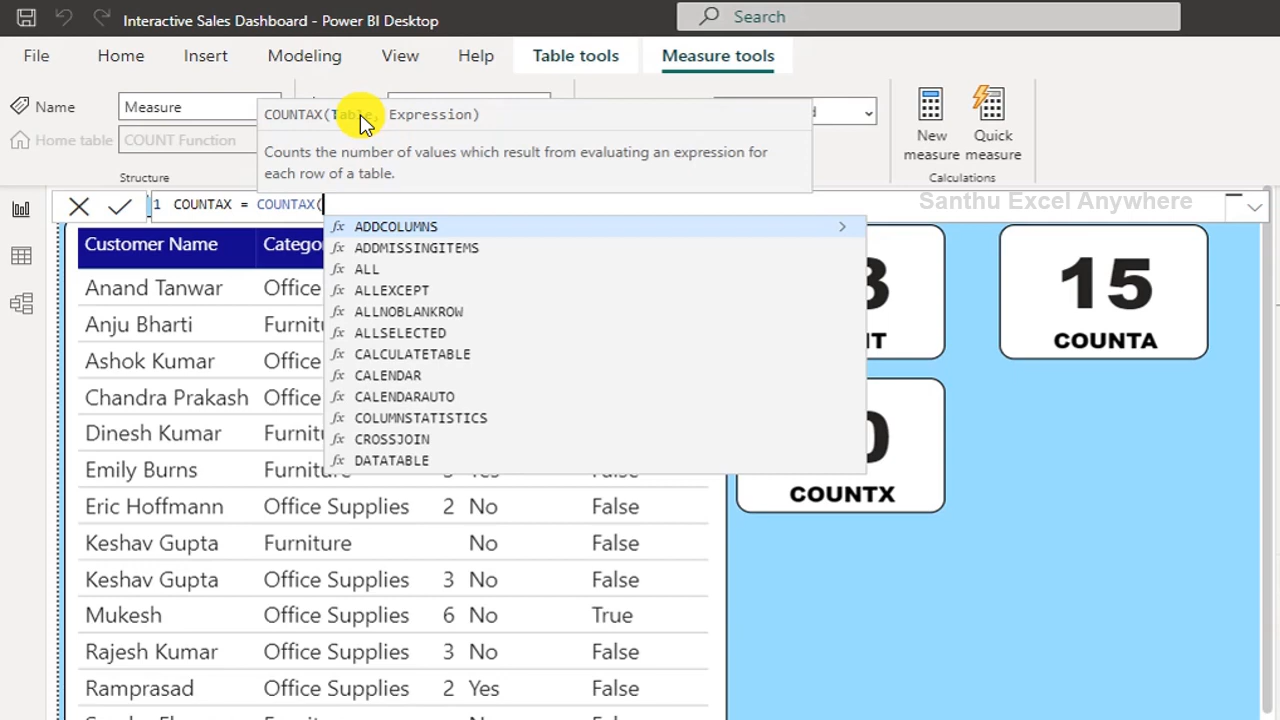 Interactive Sales Dashboard - Power BI Desktop
Search
File Home Insert Modeling View Help Table tools Measure tools
Name Measure
Home table COUNT Function
Structure
New measure
Quick measure
Calculations
COUNTAX(Table, Expression)
Counts the number of values which result from evaluating an expression for
each row of a table.
1 COUNTAX = COUNTAX(
Santhu Excel Anywhere
ADDCOLUMNS
ADDMISSINGITEMS
ALL
ALLEXCEPT
ALLNOBLANKROW
ALLSELECTED
CALCULATETABLE
CALENDAR
CALENDARAUTO
COLUMNSTATISTICS
CROSSJOIN
DATATABLE
Customer Name
Anand Tanwar Office
Anju Bharti
Ashok Kumar Office
Chandra Prakash Office
Dinesh Kumar
Emily Burns
Eric Hoffmann Office Supplies 2 No False
Keshav Gupta Furniture No False
Keshav Gupta Office Supplies 3 No False
Mukesh Office Supplies 6 No True
Rajesh Kumar Office Supplies 3 No False
Ramprasad Office Supplies 2 Yes False
15
COUNTA
COUNTX